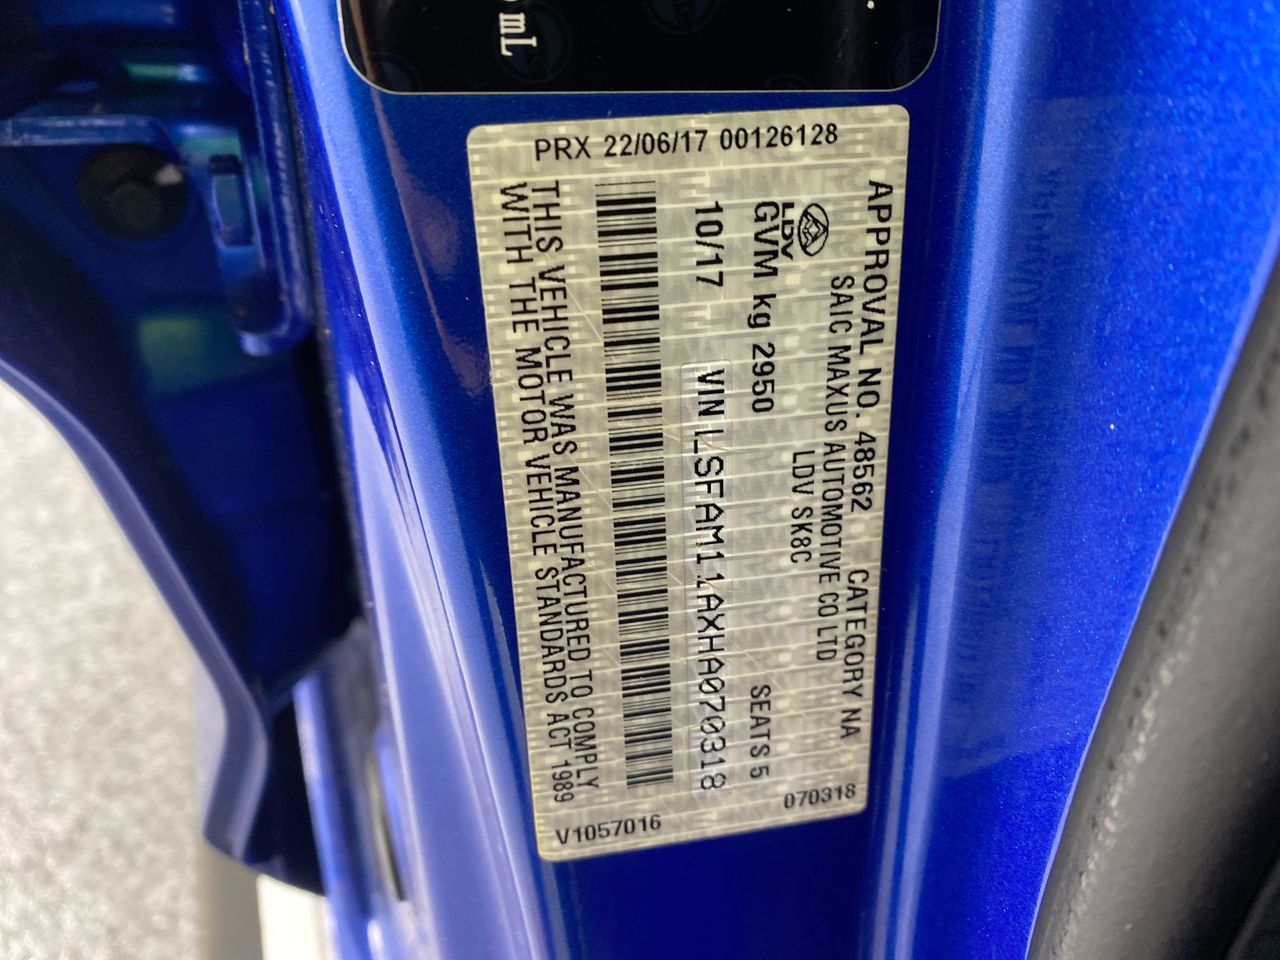 mL
PRX 22/06/17 00126128
APPROVAL NO. 48562 CATEGORY NA
SAIC MAXUS AUTOMOTIVE CO LTD
LDV
LDV SK8C
GVM kg 2950 SEATS 5
10/17 VIN LSFAM11AXHA070318
THIS VEHICLE WAS MANUFACTURED TO COMPLY
WITH THE MOTOR VEHICLE STANDARDS ACT 1989
V1057016
070318